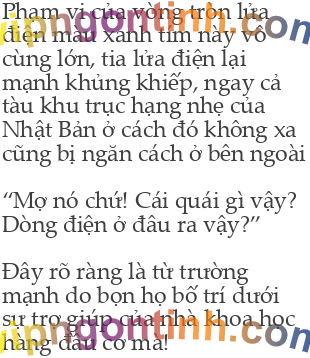 Phạm vi của vòng tròn lửa
điện màu xanh tím này vô
cùng lớn, tia lửa điện lại
mạnh khủng khiếp, ngay cả
tàu khu trục hạng nhẹ của
Nhật Bản ở cách đó không xa
cũng bị ngăn cách ở bên ngoài
“Mợ nó chứ! Cái quái gì vậy?
Dòng điện ở đâu ra vậy?”
Đây rõ ràng là từ trường
mạnh do bọn họ bố trí dưới
sự trợ giúp của nhà khoa học
hàng đầu cơ mà!
vipngontinh.com
vipngontinh.com